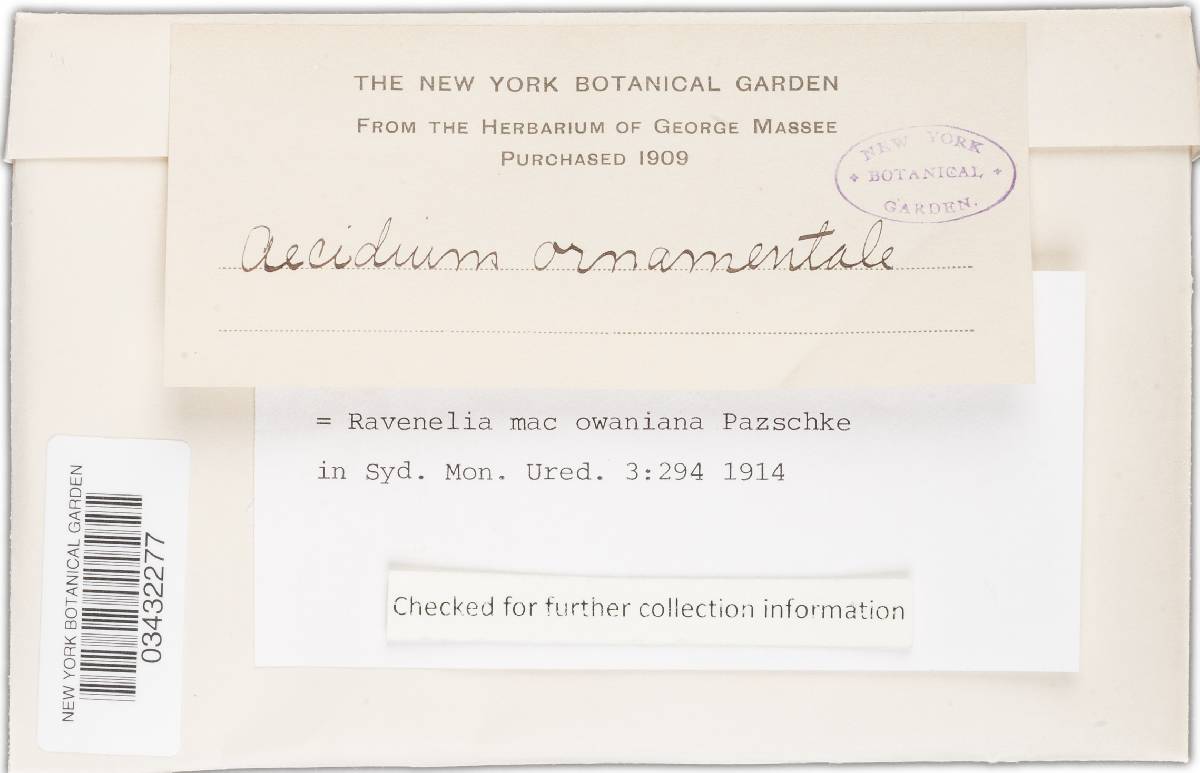 THE NEW YORK BOTANICAL GARDEN
FROM THE HERBARIUM OF GEORGE MASSEE
PURCHASED 1909
NEW YORK
BOTANICAL
GARDEN.
Aecidium ornamentale
= Ravenelia mac owaniana Pazschke
in Syd. Mon. Ured. 3:294 1914
Checked for further collection information
NEW YORK BOTANICAL GARDEN
03432277